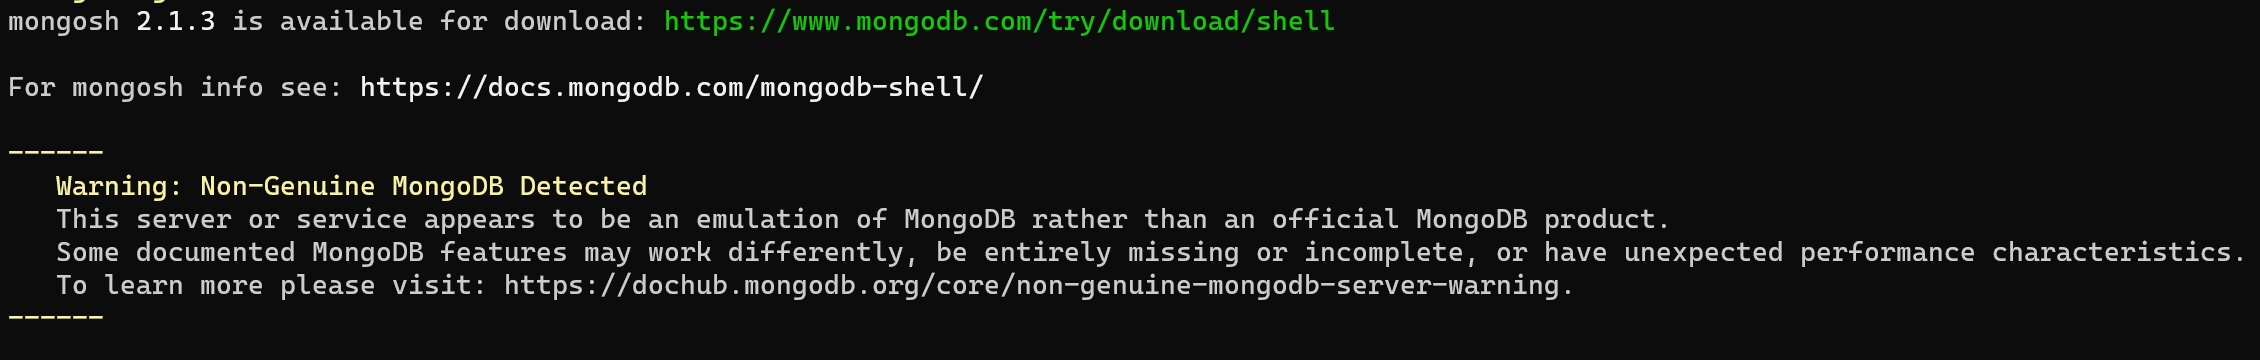 mongosh 2.1.3 is available for download: https://www.mongodb.com/try/download/shell
For mongosh info see: https://docs.mongodb.com/mongodb-shell/
------
Warning: Non-Genuine MongoDB Detected
This server or service appears to be an emulation of MongoDB rather than an official MongoDB product.
Some documented MongoDB features may work differently, be entirely missing or incomplete, or have unexpected performance characteristics.
To learn more please visit: https://dochub.mongodb.org/core/non-genuine-mongodb-server-warning.
------